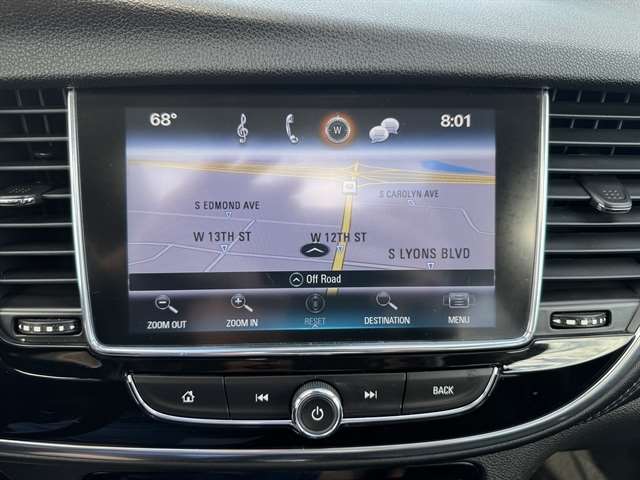 68° W 8:01
S CAROLYN AVE
S EDMOND AVE
W 13TH ST W 12TH ST
S LYONS BLVD
Off Road
ZOOM OUT ZOOM IN RESET DESTINATION MENU
BACK